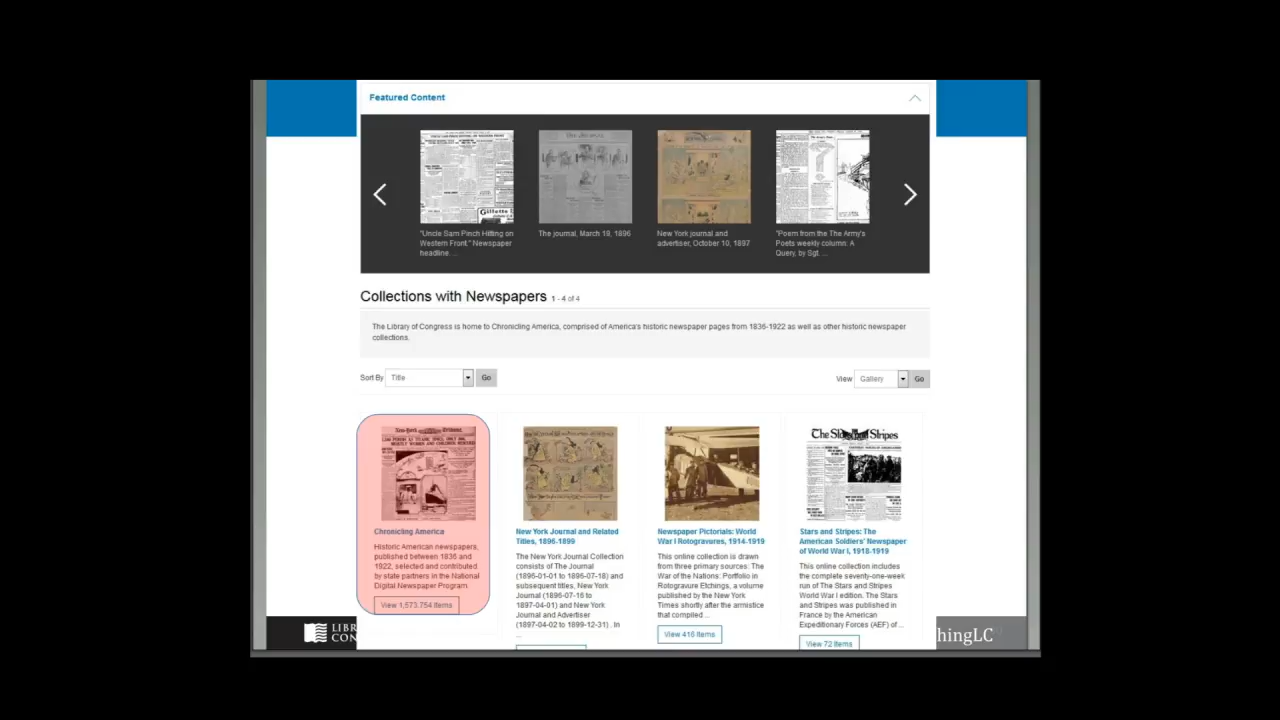 Featured Content
"Uncle Sam Pinch Hitting on
Western Front." Newspaper
headline. ...
The journal, March 19, 1896
New York journal and
advertiser, October 10, 1897
"Poem from the The Army's
Poets weekly column: A
Query, by Sgt. ...
Collections with Newspapers 1 - 4 of 4
The Library of Congress is home to Chronicling America, comprised of America's historic newspaper pages from 1836-1922 as well as other historic newspaper
collections.
Sort By Title Go
View Gallery Go
New-York Tribune
Chronicling America
Historic American newspapers,
published between 1836 and
1922, selected and contributed
by state partners in the National
Digital Newspaper Program.
View 1,573,754 Items
New York Journal and Related
Titles, 1896-1899
The New York Journal Collection
consists of The Journal
(1896-01-01 to 1896-07-18) and
subsequent titles, New York
Journal (1896-07-16 to
1897-04-01) and New York
Journal and Advertiser
(1897-04-02 to 1899-12-31). In
...
Newspaper Pictorials: World
War I Rotogravures, 1914-1919
This online collection is drawn
from three primary sources: The
War of the Nations: Portfolio in
Rotogravure Etchings, a volume
published by the New York
Times shortly after the armistice
that compiled ...
View 416 Items
The Stars and Stripes
Stars and Stripes: The
American Soldiers' Newspaper
of World War I, 1918-1919
This online collection includes
the complete seventy-one-week
run of The Stars and Stripes
World War I edition. The Stars
and Stripes was published in
France by the American
Expeditionary Forces (AEF) of ...
View 72 Items
LIBR
CON
hingLC